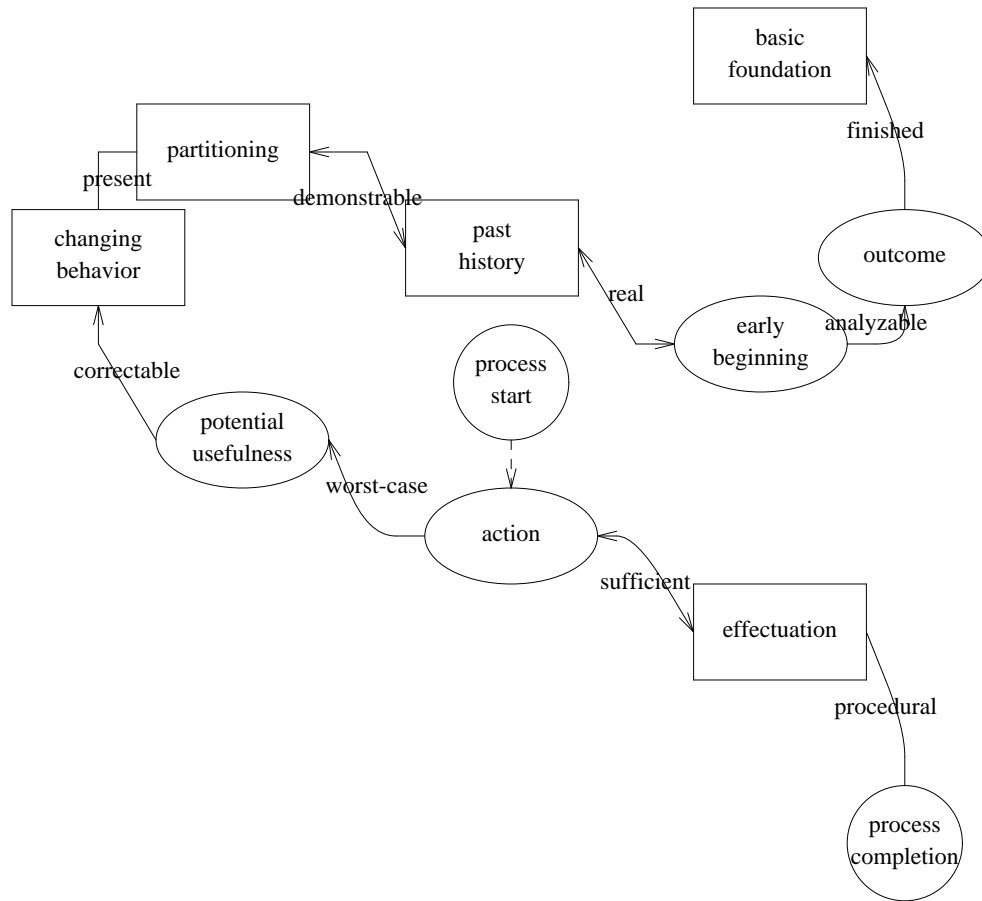 basic
foundation
finished
partitioning
present
demonstrable
changing
behavior
past
history
outcome
real
early
beginning
analyzable
process
start
correctable
potential
usefulness
worst-case
action
sufficient
effectuation
procedural
process
completion